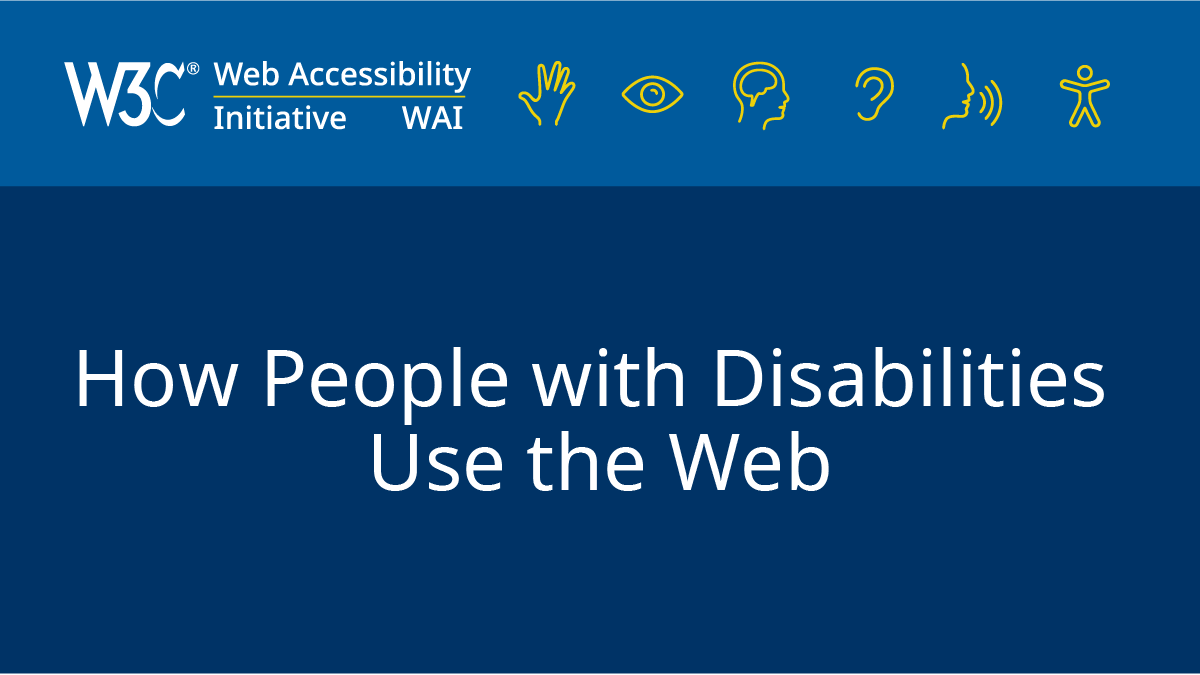 W3C® Web Accessibility
Initiative WAI
How People with Disabilities
Use the Web